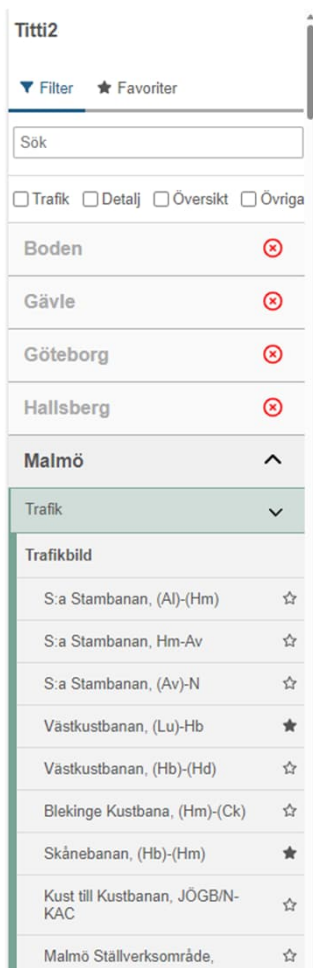 Titti2
Filter
Favoriter
Sök
Trafik Detalj Översikt Övriga
Boden
Gävle
Göteborg
Hallsberg
Malmö
Trafik
Trafikbild
S:a Stambanan, (Al)-(Hm)
S:a Stambanan, Hm-Av
S:a Stambanan, (Av)-N
Västkustbanan, (Lu)-Hb
Västkustbanan, (Hb)-(Hd)
Blekinge Kustbana, (Hm)-(Ck)
Skånebanan, (Hb)-(Hm)
Kust till Kustbanan, JÖGB/N-
KAC
Malmö Ställverksområde,